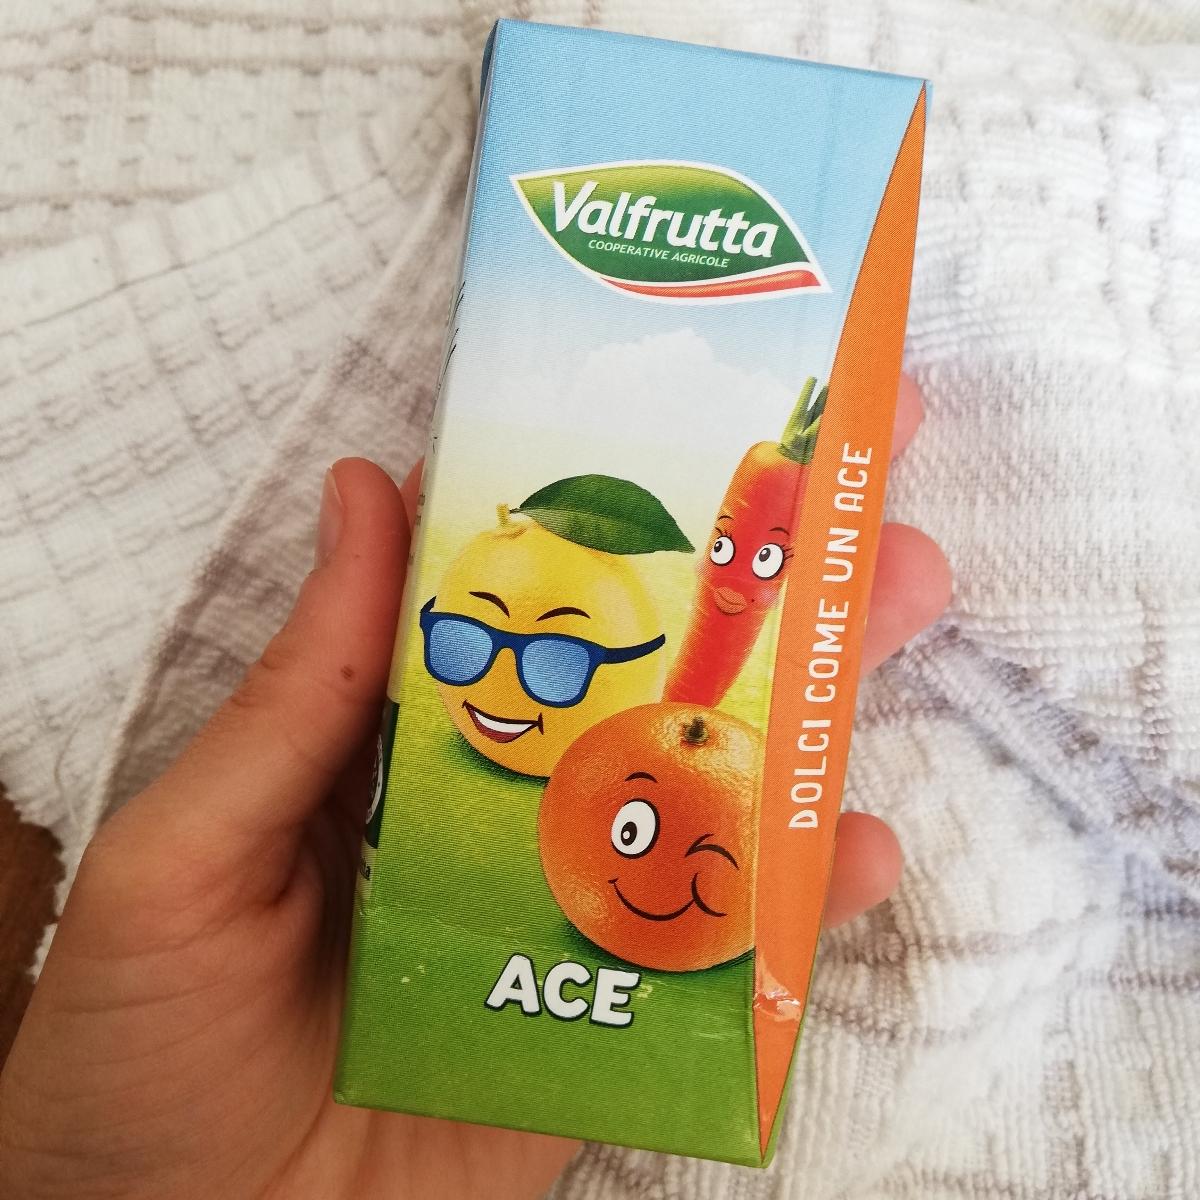 Valfrutta
COOPERATIVE AGRICOLE
DOLCI COME UN ACE
ACE